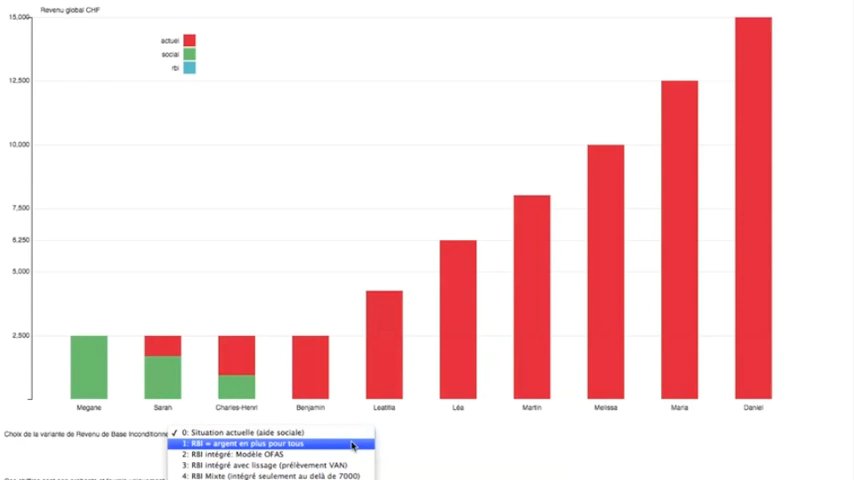 Revenu global CHF
15,000
12,500
10,000
7,500
6,250
5,000
2,500
actuel
social
rbi
Megane Sarah Charles-Henri Benjamin Leatitia Léa Martin Melissa Maria Daniel
Choix de la variante de Revenu de Base Inconditionne
✓ 0: Situation actuelle (aide sociale)
1: RBI = argent en plus pour tous
2: RBI intégré: Modèle OFAS
3: RBI intégré avec lissage (prélèvement VAN)
4: RBI Mixte (intégré seulement au delà de 7000)